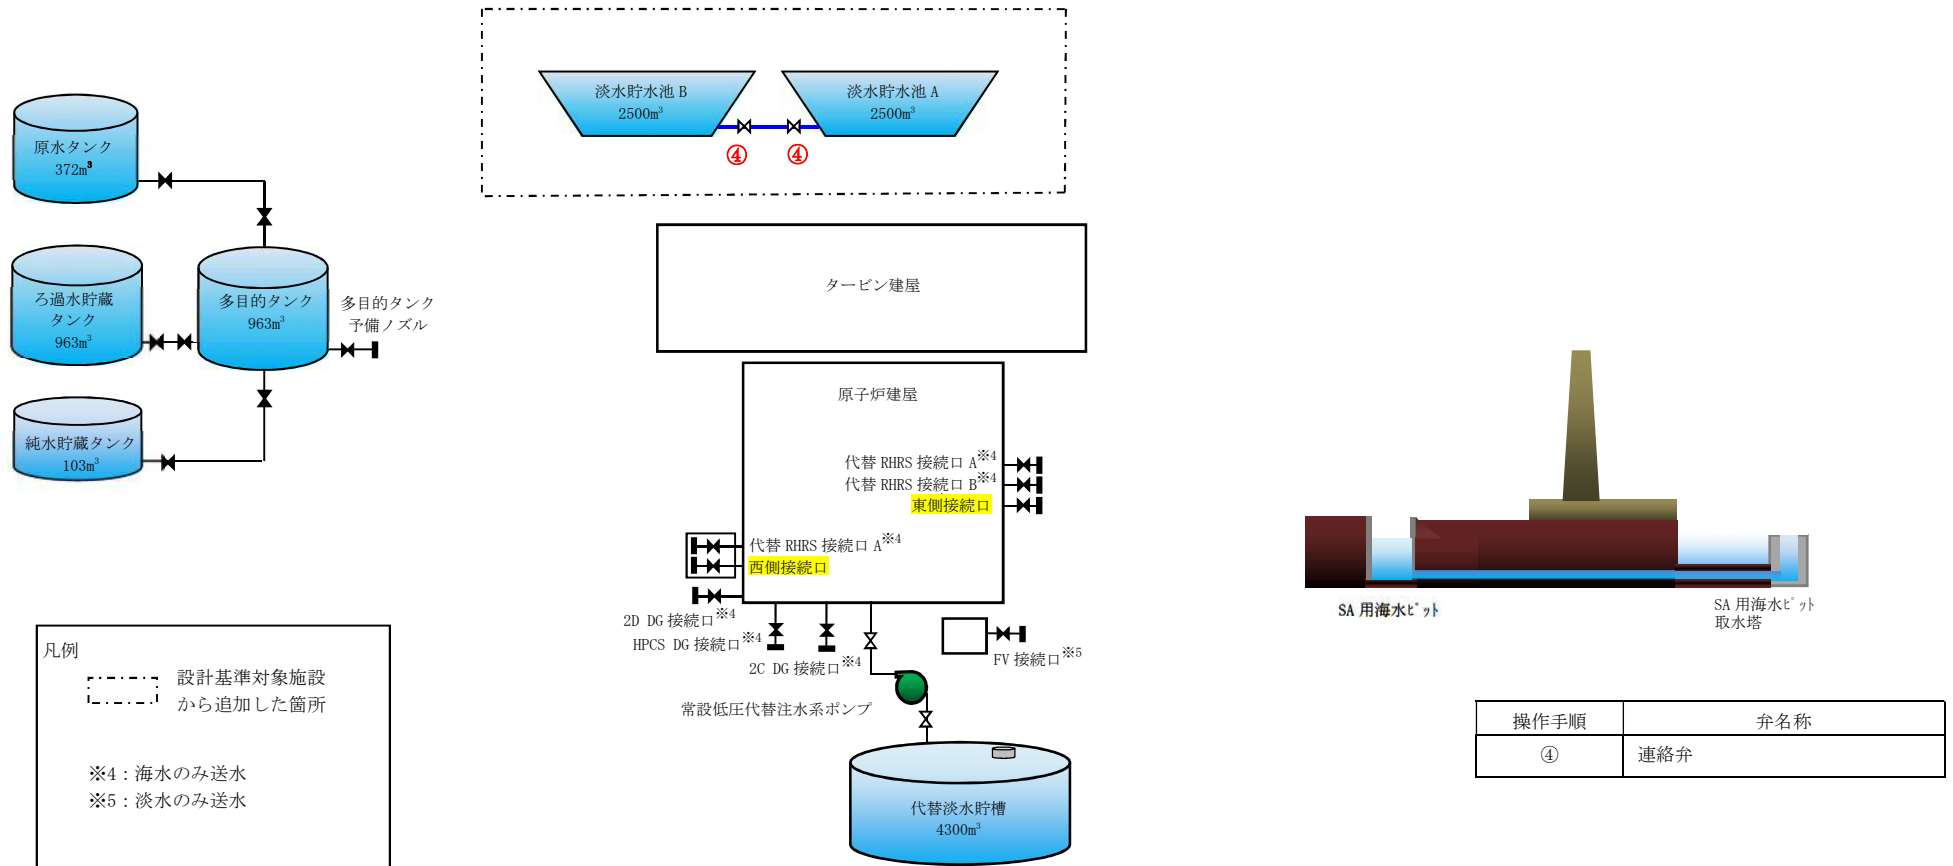 淡水貯水池 B
2500m³
淡水貯水池 A
2500m³
④
④
原水タンク
372m³
ろ過水貯蔵
タンク
963m³
多目的タンク
963m³
多目的タンク
予備ノズル
純水貯蔵タンク
103m³
タービン建屋
原子炉建屋
代替 RHRS 接続口 A※4
代替 RHRS 接続口 B※4
東側接続口
代替 RHRS 接続口 A※4
西側接続口
2D DG 接続口※4
HPCS DG 接続口※4
2C DG 接続口※4
FV 接続口※5
常設低圧代替注水系ポンプ
代替淡水貯槽
4300m³
SA 用海水ﾋﾟｯﾄ
SA 用海水ﾋﾟｯﾄ
取水塔
凡例
設計基準対象施設
から追加した箇所
※4：海水のみ送水
※5：淡水のみ送水
操作手順 弁名称
④ 連絡弁